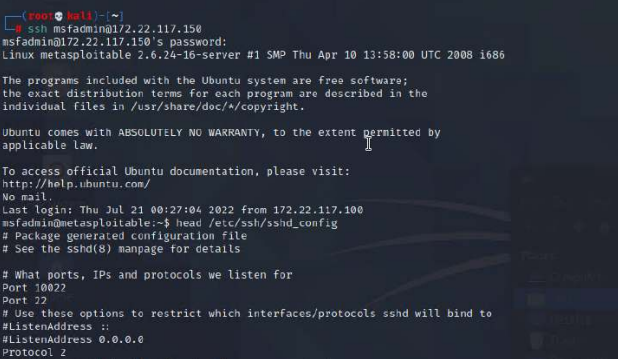 ┌──(root💀kali)-[~]
└─# ssh msfadmin@172.22.117.150
msfadmin@172.22.117.150's password:
Linux metasploitable 2.6.24-16-server #1 SMP Thu Apr 10 13:58:00 UTC 2008 i686
The programs included with the Ubuntu system are free software;
the exact distribution terms for each program are described in the
individual files in /usr/share/doc/*/copyright.
Ubuntu comes with ABSOLUTELY NO WARRANTY, to the extent permitted by
applicable law.
To access official Ubuntu documentation, please visit:
http://help.ubuntu.com/
No mail.
Last login: Thu Jul 21 00:27:04 2022 from 172.22.117.100
msfadmin@metasploitable:~$ head /etc/ssh/sshd_config
# Package generated configuration file
# See the sshd(8) manpage for details
# What ports, IPs and protocols we listen for
Port 10022
Port 22
# Use these options to restrict which interfaces/protocols sshd will bind to
#ListenAddress ::
#ListenAddress 0.0.0.0
Protocol 2